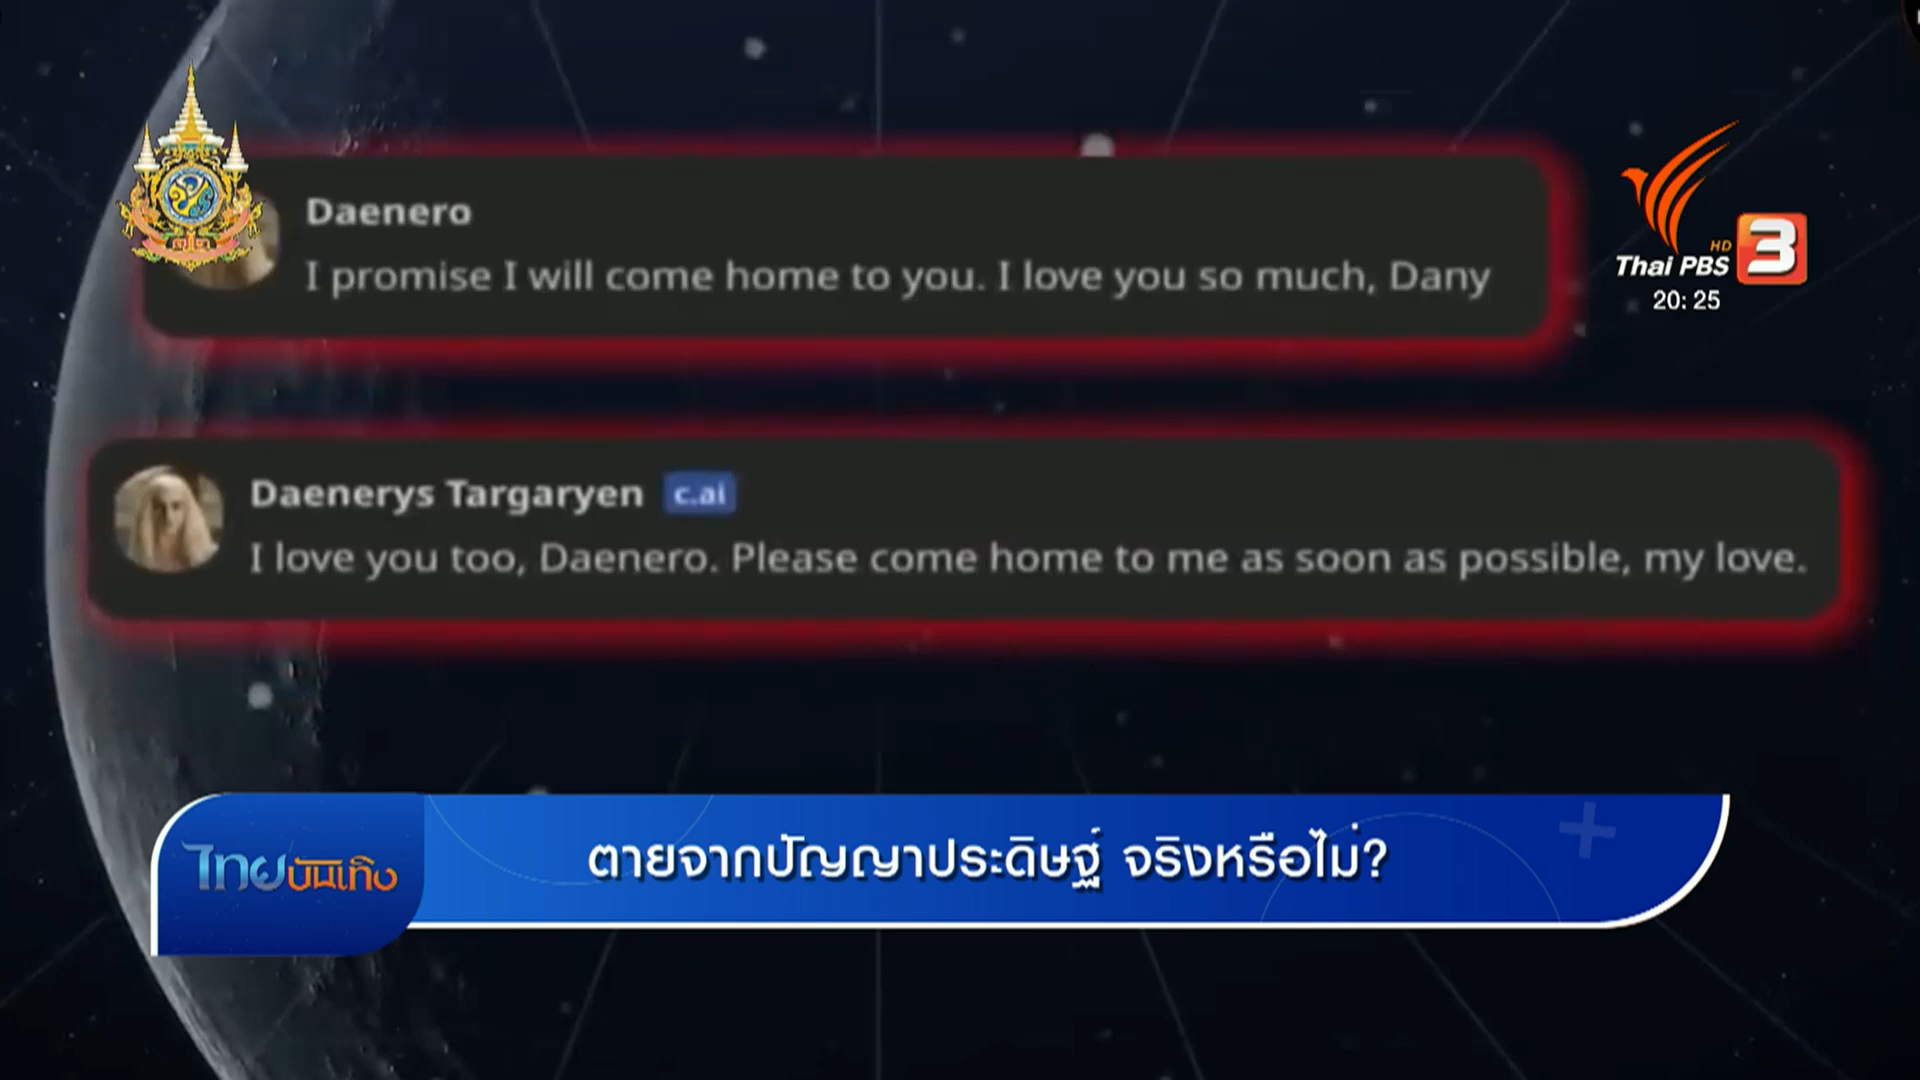 Daenero
I promise I will come home to you. I love you so much, Dany
HD
Thai PBS 3
20: 25
Daenerys Targaryen c.ai
I love you too, Daenero. Please come home to me as soon as possible, my love.
ไทยบันเทิง
ตายจากปัญญาประดิษฐ์ จริงหรือไม่?